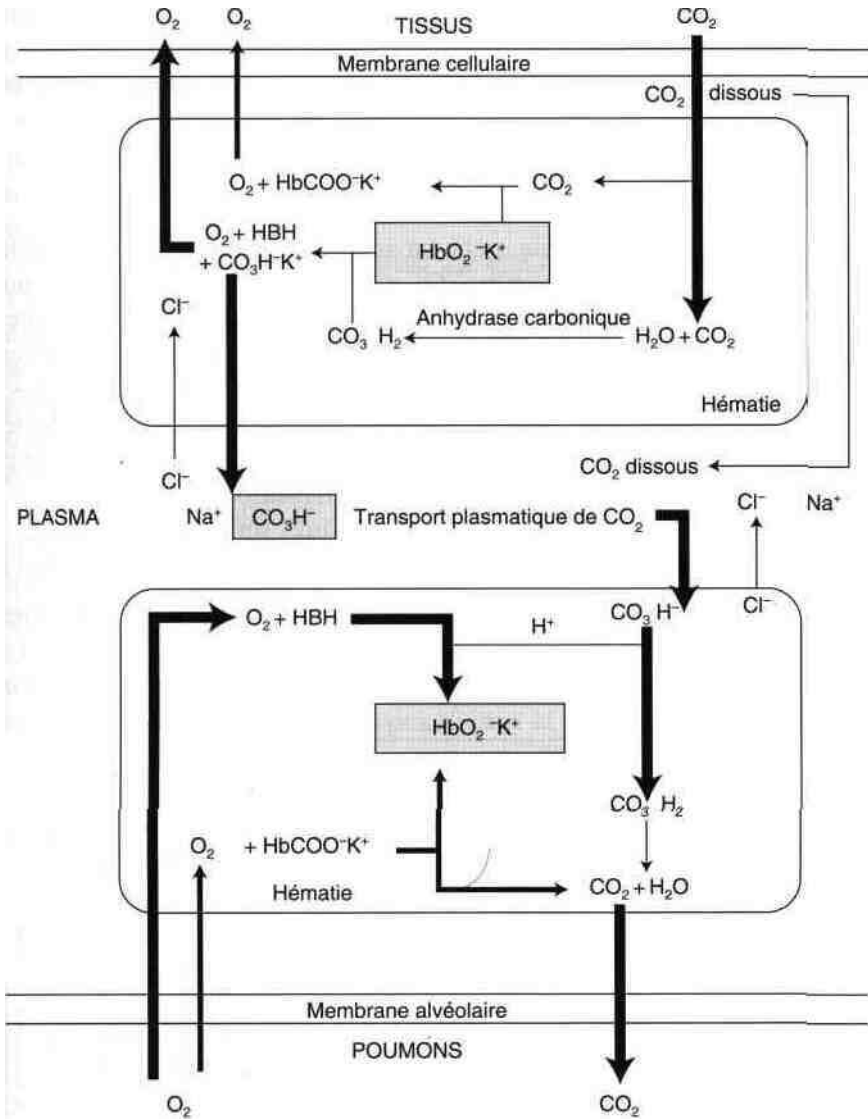 O₂ O₂ TISSUS CO₂
Membrane cellulaire
CO₂ dissous
O₂ + HbCOO⁻K⁺ CO₂
O₂ + HBH
+ CO₃H⁻K⁺
HbO₂ ⁻K⁺
Cl⁻
Anhydrase carbonique
CO₃ H₂ H₂O + CO₂
Hématie
Cl⁻
CO₂ dissous
PLASMA Na⁺ CO₃H⁻ Transport plasmatique de CO₂ Cl⁻ Na⁺
O₂ + HBH H⁺ CO₃ H⁻ Cl⁻
HbO₂ ⁻K⁺
CO₃ H₂
O₂ + HbCOO⁻K⁺
Hématie CO₂ + H₂O
Membrane alvéolaire
POUMONS
O₂ CO₂